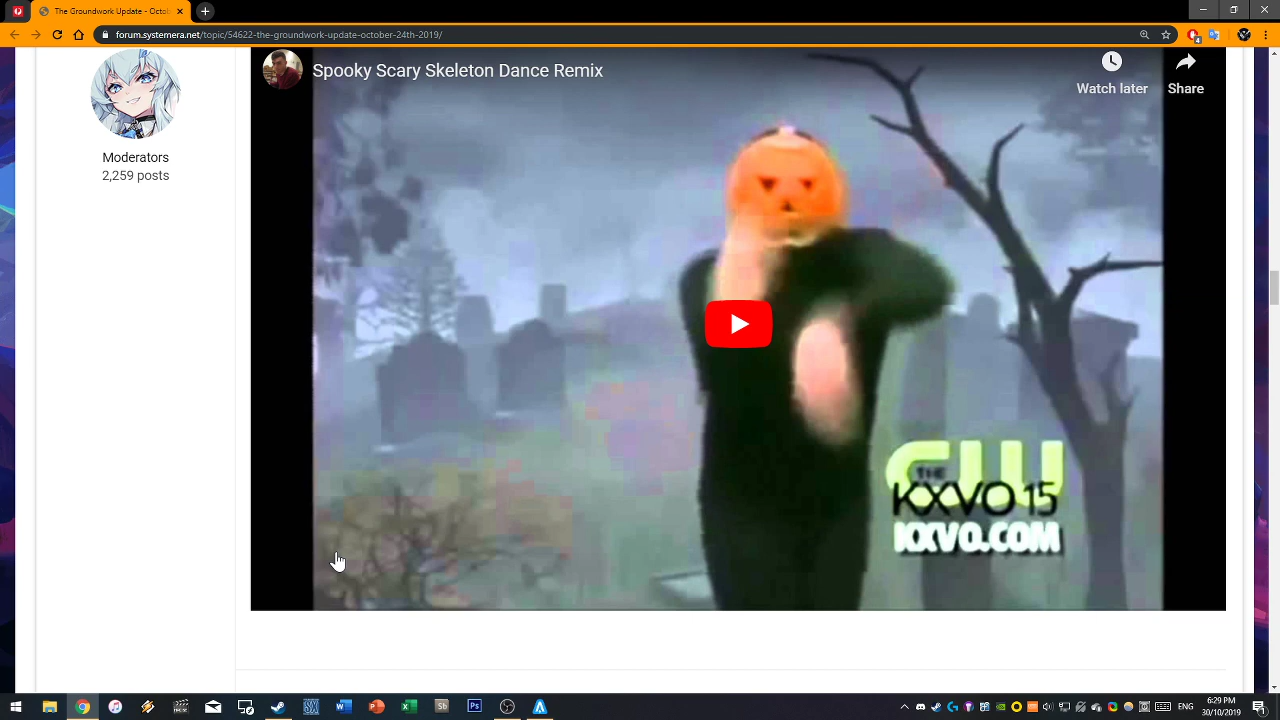 The Groundwork Update - Octob
forum.systemera.net/topic/54622-the-groundwork-update-october-24th-2019/
Spooky Scary Skeleton Dance Remix
Watch later
Share
Moderators
2,259 posts
THE CW
KXVO 15
KXVO.COM
ENG
6:29 PM
30/10/2019